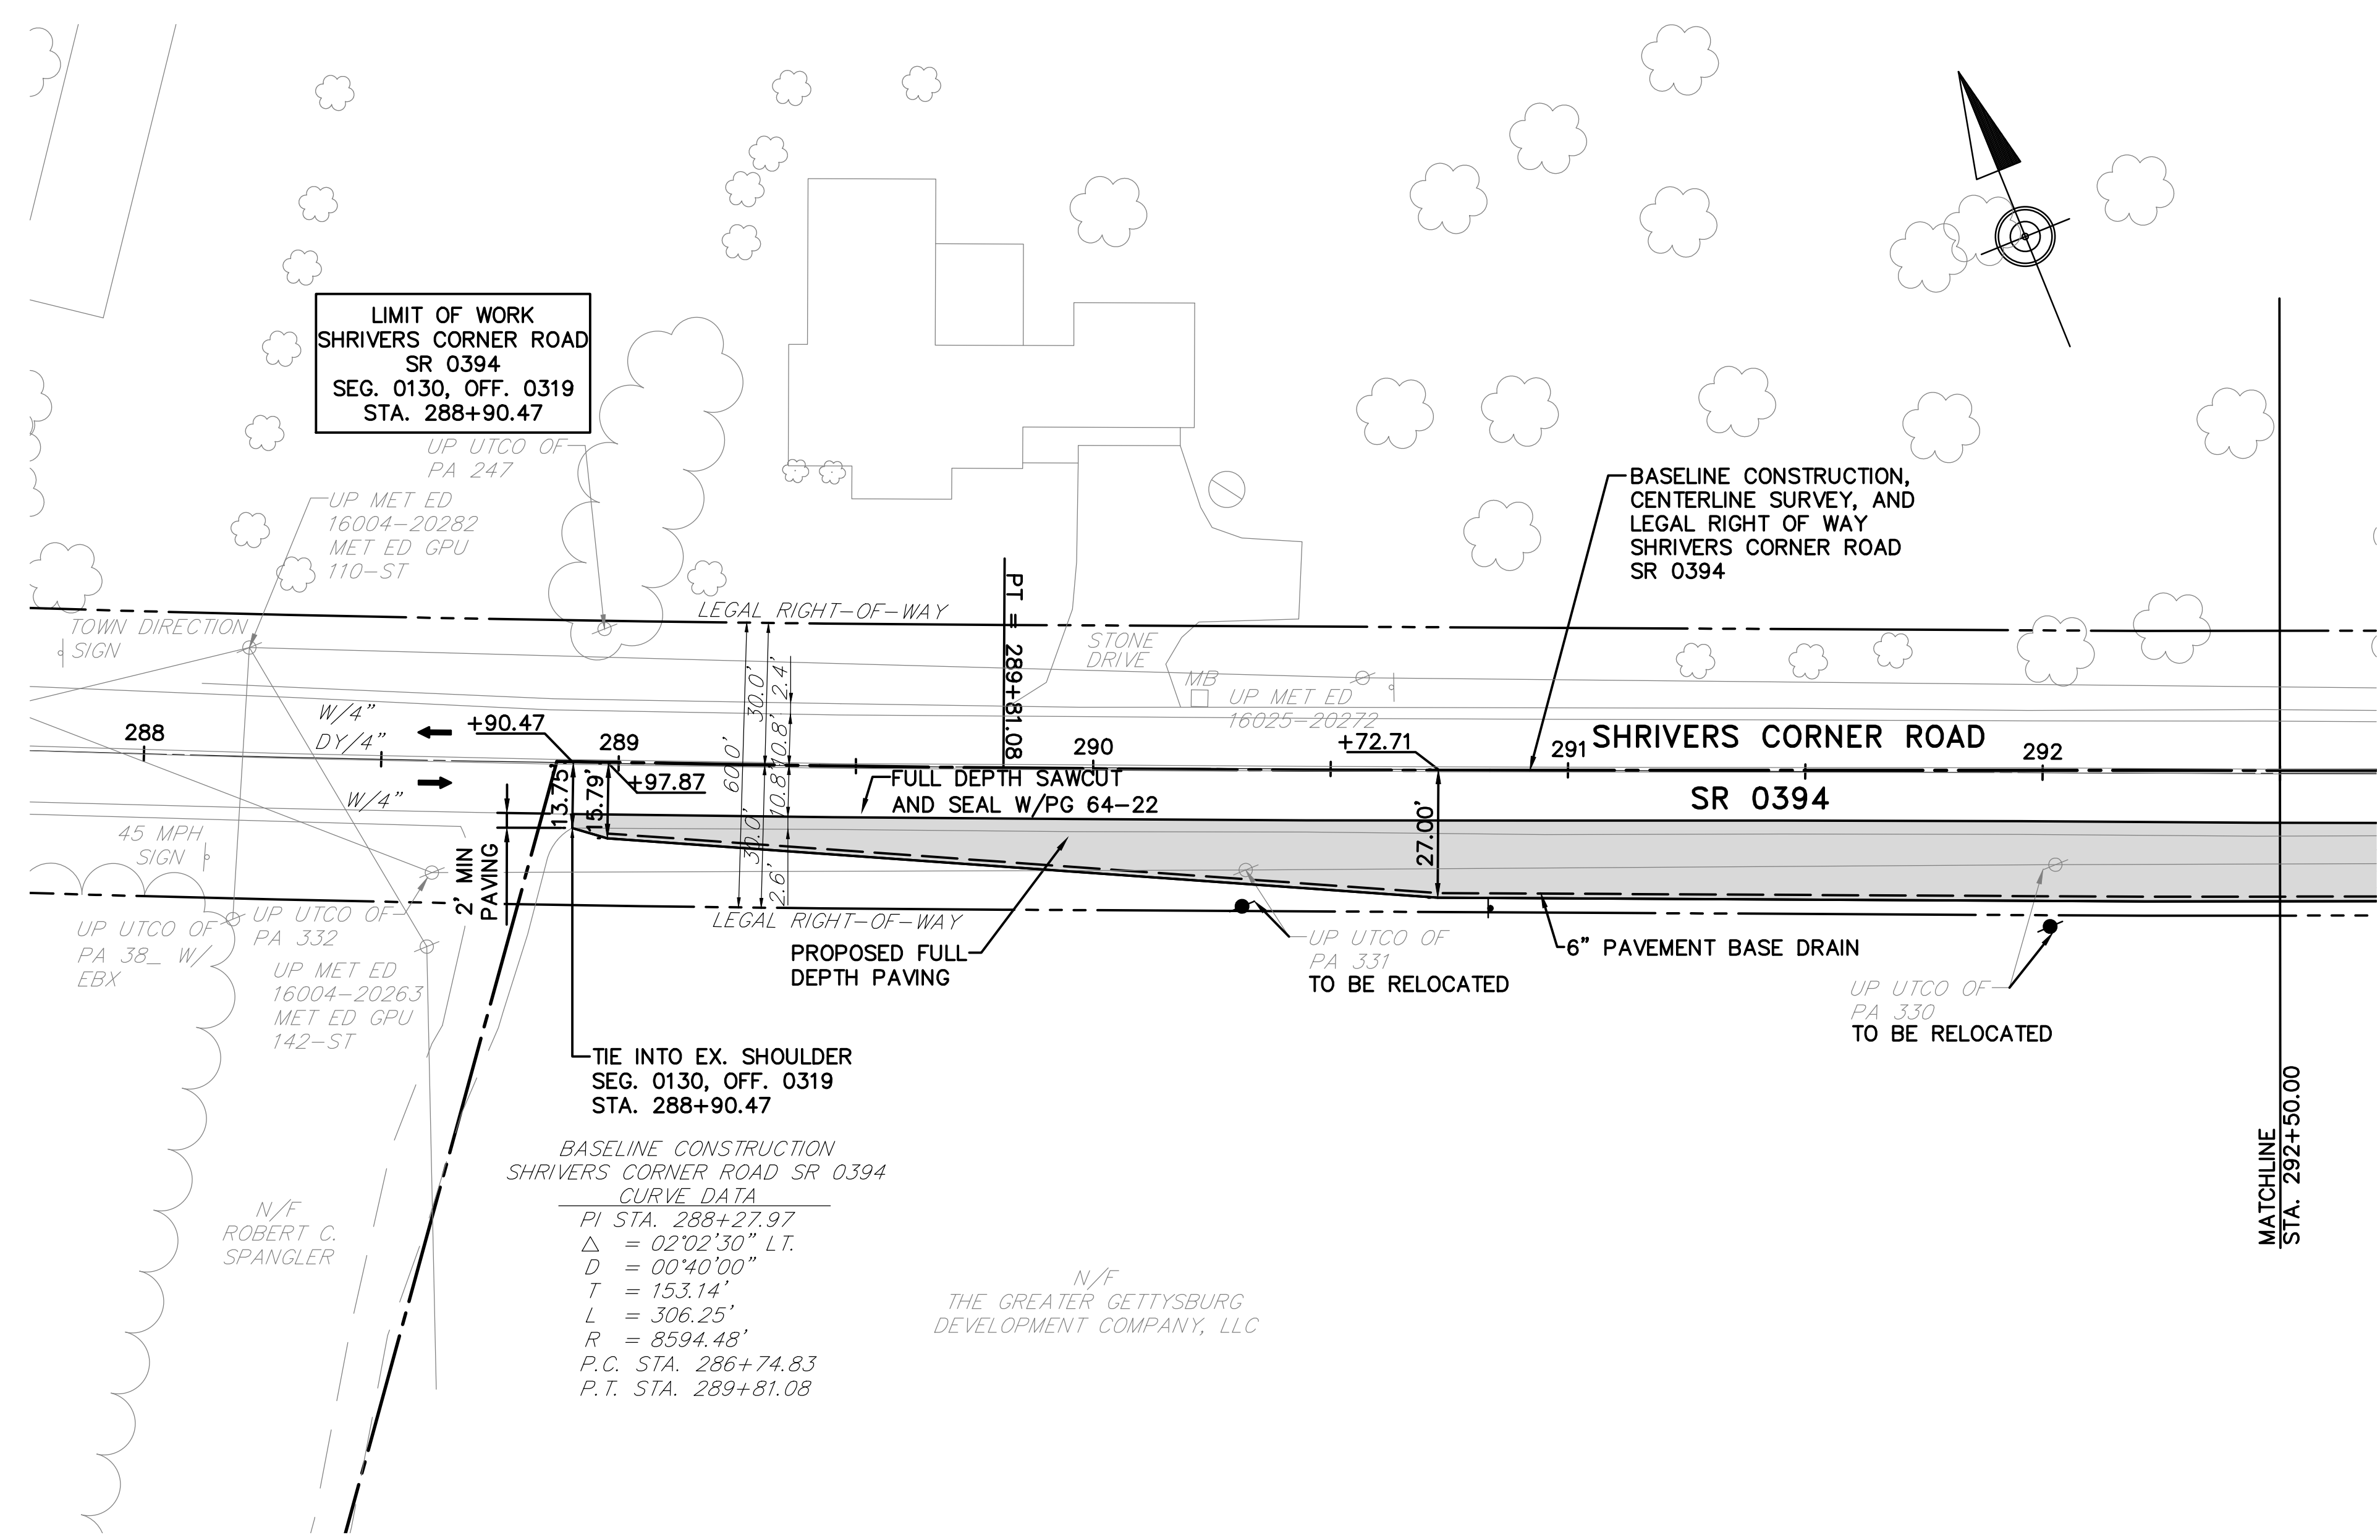 LIMIT OF WORK
SHRIVERS CORNER ROAD
SR 0394
SEG. 0130, OFF. 0319
STA. 288+90.47
UP UTCO OF
PA 247
UP MET ED
16004-20282
MET ED GPU
110-ST
BASELINE CONSTRUCTION,
CENTERLINE SURVEY, AND
LEGAL RIGHT OF WAY
SHRIVERS CORNER ROAD
SR 0394
LEGAL RIGHT-OF-WAY
PT = 289+81.08
TOWN DIRECTION
SIGN
STONE
DRIVE
MB
UP MET ED
16025-20272
60.0'
30.0'
30.0'
2.4'
10.8'
10.8'
2.6'
W/4"
DY/4"
W/4"
288
+90.47
289
+97.87
290
+72.71
291
292
SHRIVERS CORNER ROAD
SR 0394
13.75'
15.79'
27.00'
FULL DEPTH SAWCUT
AND SEAL W/PG 64-22
45 MPH
SIGN
2' MIN
PAVING
LEGAL RIGHT-OF-WAY
UP UTCO OF
PA 38_ W/
EBX
UP UTCO OF
PA 332
UP MET ED
16004-20263
MET ED GPU
142-ST
PROPOSED FULL
DEPTH PAVING
UP UTCO OF
PA 331
TO BE RELOCATED
6" PAVEMENT BASE DRAIN
UP UTCO OF
PA 330
TO BE RELOCATED
TIE INTO EX. SHOULDER
SEG. 0130, OFF. 0319
STA. 288+90.47
MATCHLINE
STA. 292+50.00
BASELINE CONSTRUCTION
SHRIVERS CORNER ROAD SR 0394
CURVE DATA
PI STA. 288+27.97
△ = 02°02'30" LT.
D = 00°40'00"
T = 153.14'
L = 306.25'
R = 8594.48'
P.C. STA. 286+74.83
P.T. STA. 289+81.08
N/F
ROBERT C.
SPANGLER
N/F
THE GREATER GETTYSBURG
DEVELOPMENT COMPANY, LLC